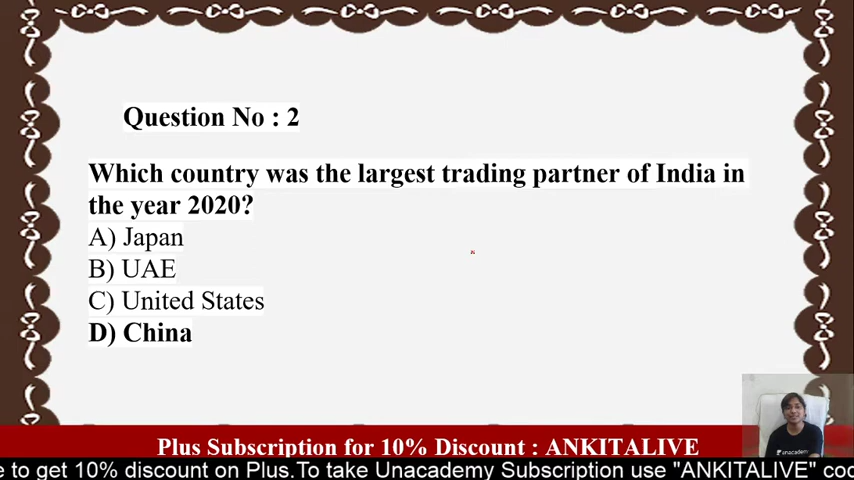 Question No : 2
Which country was the largest trading partner of India in
the year 2020?
A) Japan
B) UAE
C) United States
D) China
unacademy
Plus Subscription for 10% Discount : ANKITALIVE
e to get 10% discount on Plus.To take Unacademy Subscription use "ANKITALIVE" cod